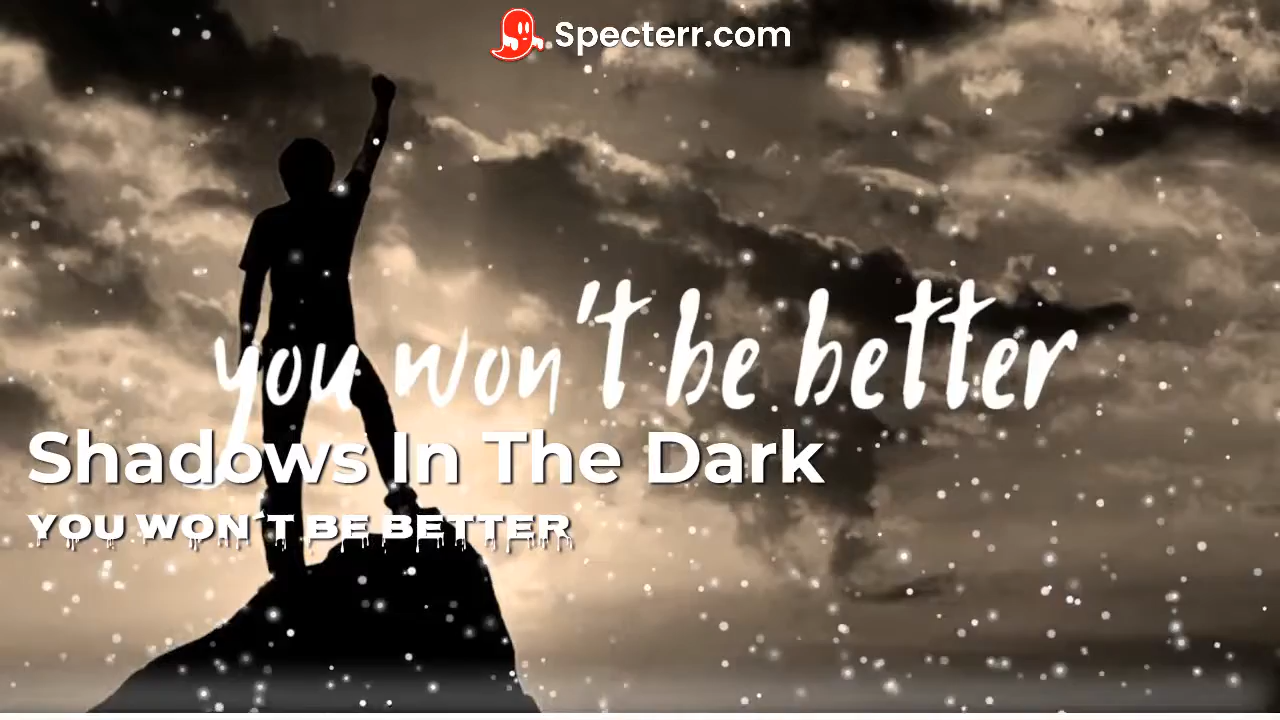 Specterr.com
you won't be better
Shadows In The Dark
YOU WON´T BE BETTER